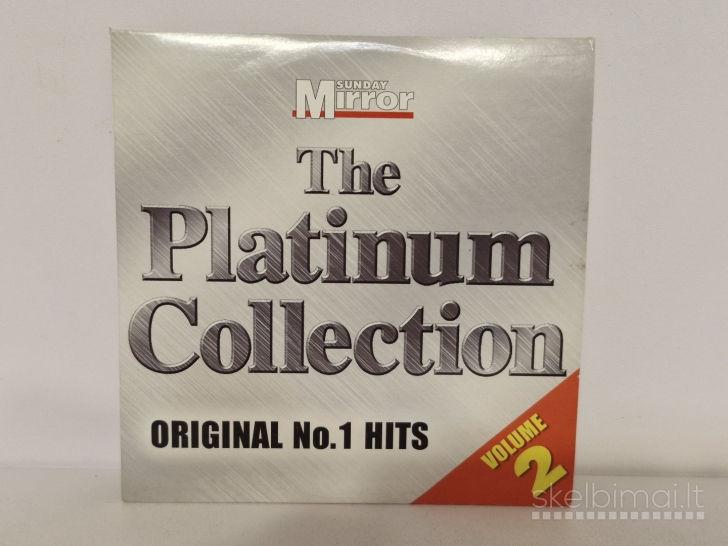 SUNDAY
Mirror
The
Platinum
Collection
ORIGINAL No.1 HITS
VOLUME
2
skelbimai.lt